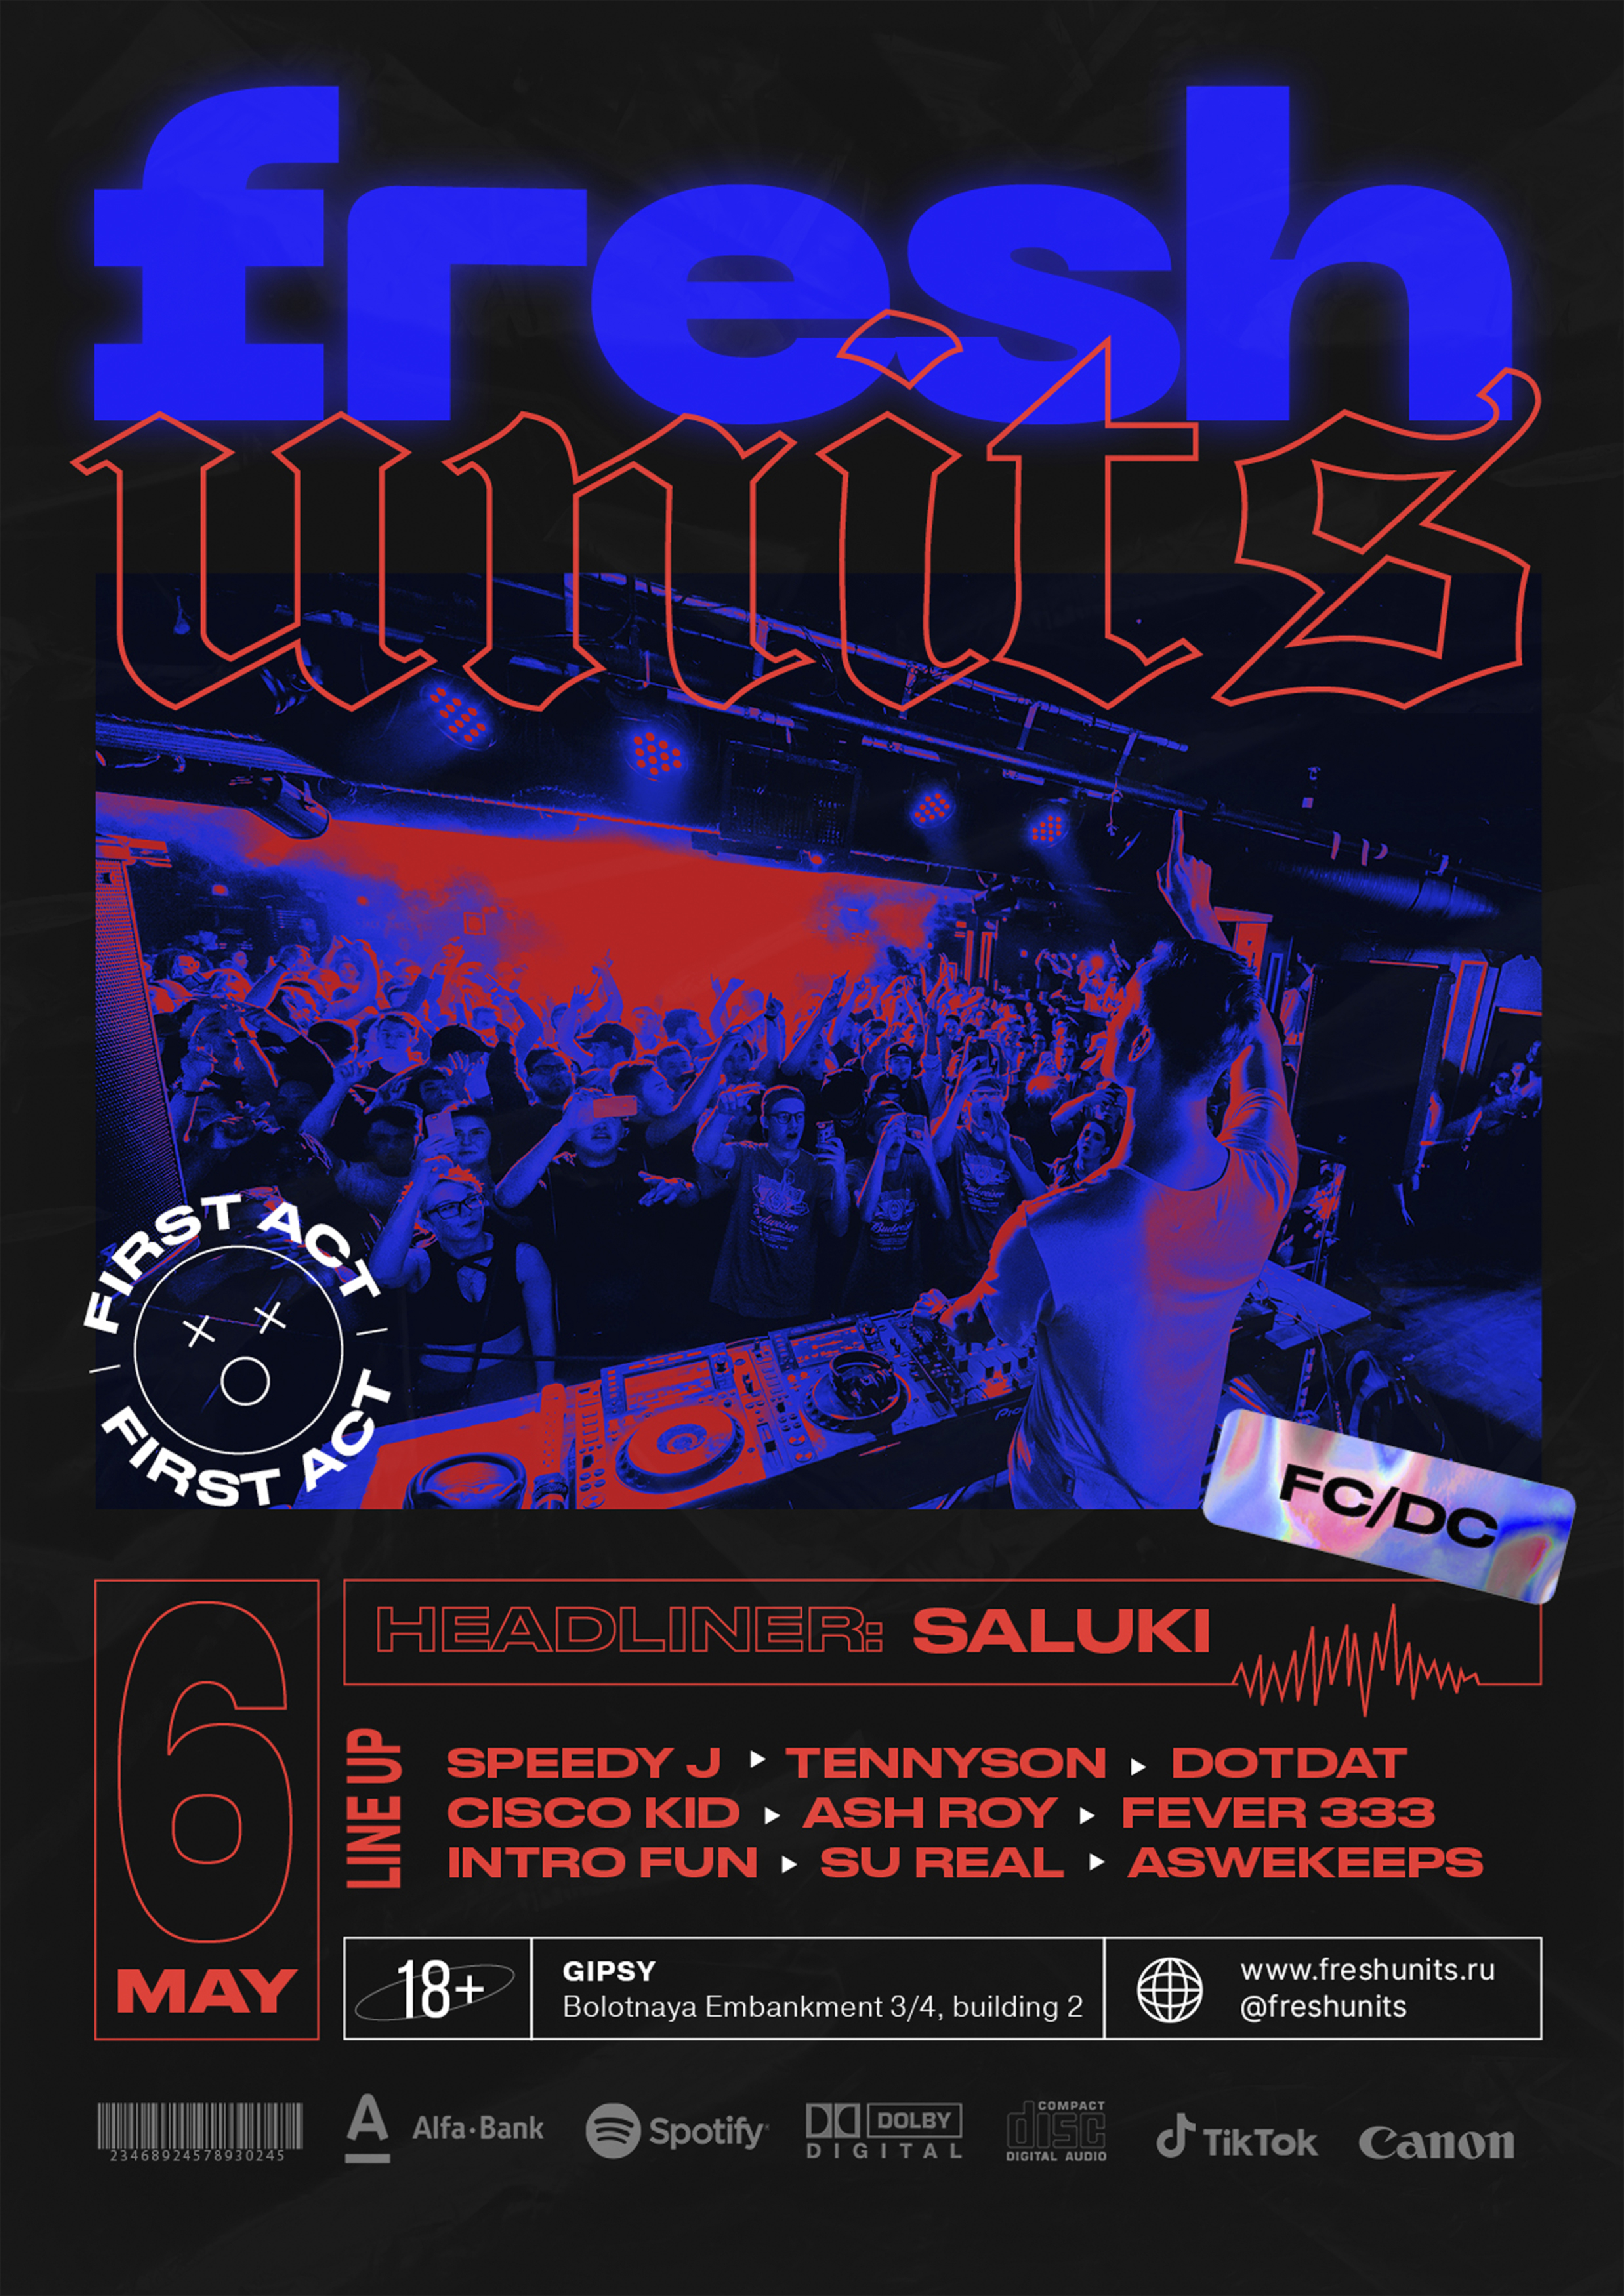 fresh
units
FIRST ACT
FIRST ACT
FC/DC
6
MAY
HEADLINER: SALUKI
LINE UP
SPEEDY J ▸ TENNYSON ▸ DOTDAT
CISCO KID ▸ ASH ROY ▸ FEVER 333
INTRO FUN ▸ SU REAL ▸ ASWEKEEPS
18+
GIPSY
Bolotnaya Embankment 3/4, building 2
www.freshunits.ru
@freshunits
23468924578930245
A Alfa·Bank
Spotify
DOLBY
DIGITAL
COMPACT
disc
DIGITAL AUDIO
TikTok
Canon